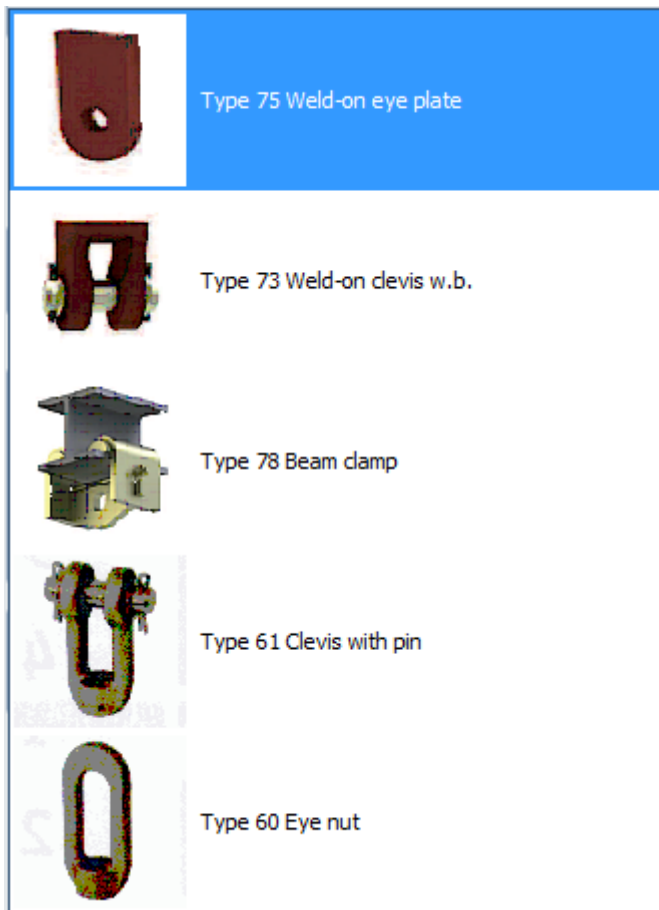 Type 75 Weld-on eye plate
Type 73 Weld-on clevis w.b.
Type 78 Beam clamp
Type 61 Clevis with pin
Type 60 Eye nut